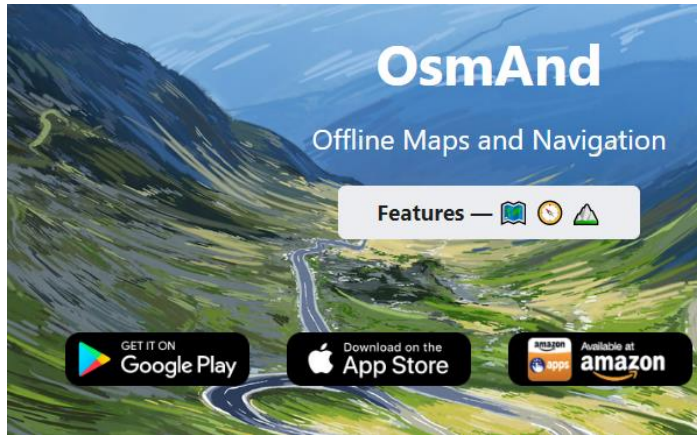 OsmAnd
Offline Maps and Navigation
Features —
GET IT ON
Google Play
Download on the
App Store
amazon
apps
Available at
amazon